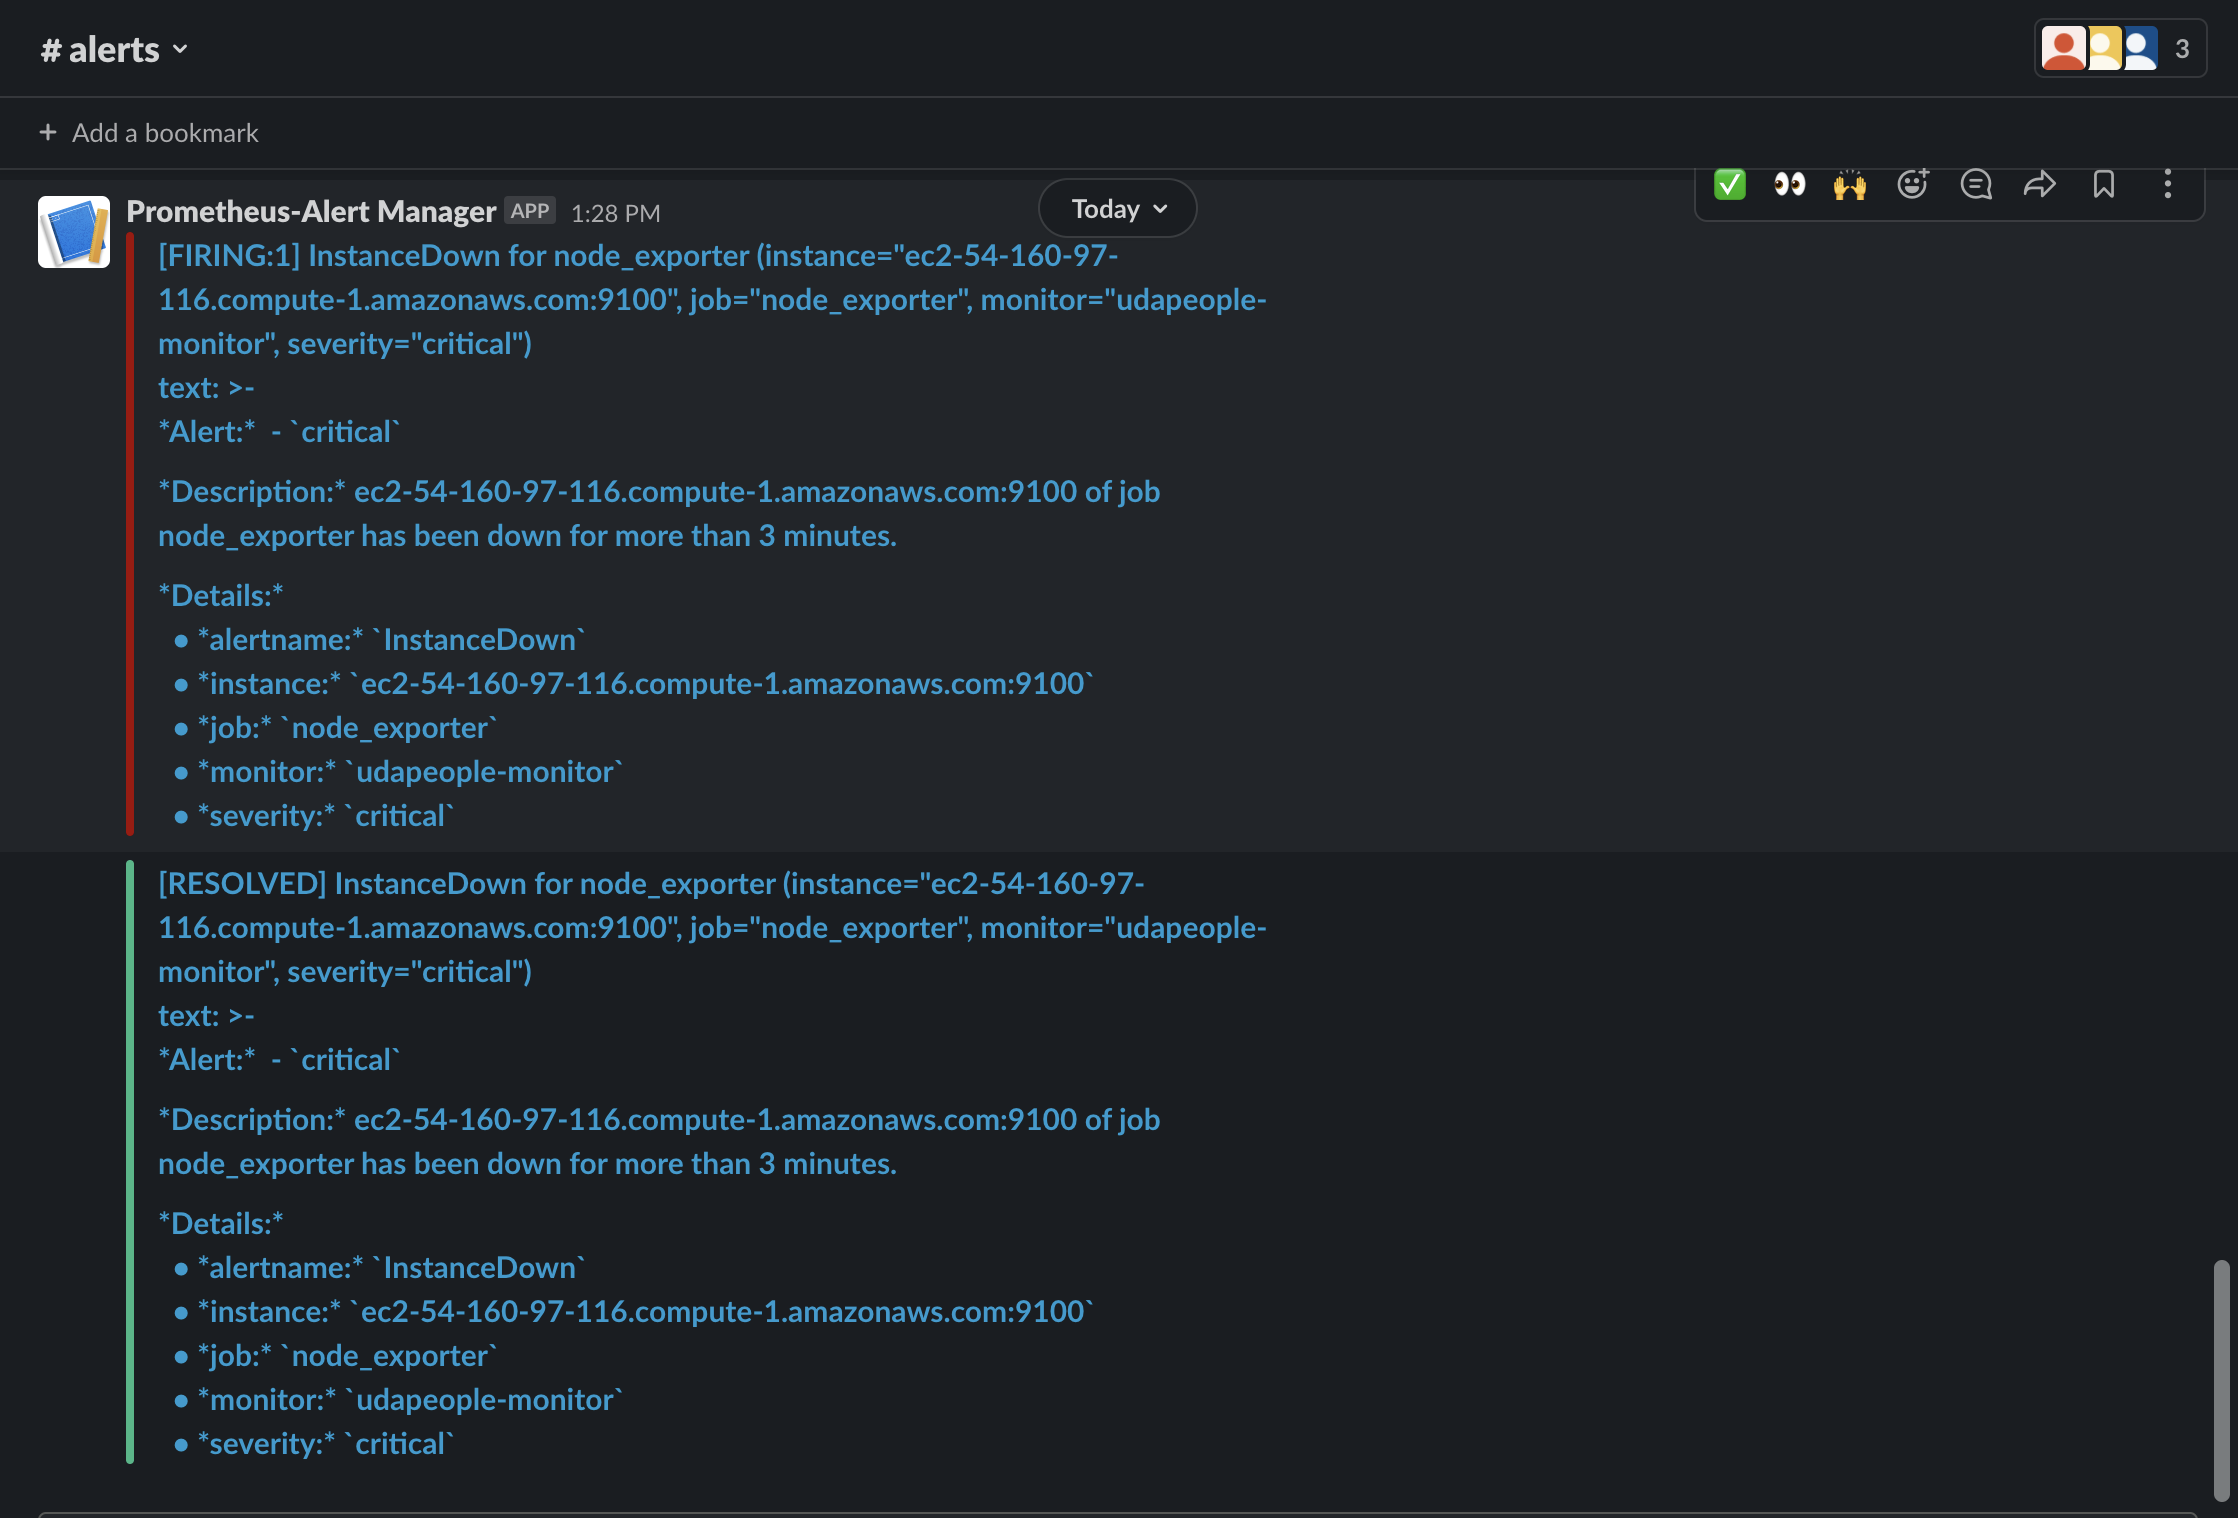 # alerts
3
+ Add a bookmark
Prometheus-Alert Manager APP 1:28 PM
Today
[FIRING:1] InstanceDown for node_exporter (instance="ec2-54-160-97-
116.compute-1.amazonaws.com:9100", job="node_exporter", monitor="udapeople-
monitor", severity="critical")
text: >-
*Alert:*  - `critical`
*Description:* ec2-54-160-97-116.compute-1.amazonaws.com:9100 of job
node_exporter has been down for more than 3 minutes.
*Details:*
• *alertname:* `InstanceDown`
• *instance:* `ec2-54-160-97-116.compute-1.amazonaws.com:9100`
• *job:* `node_exporter`
• *monitor:* `udapeople-monitor`
• *severity:* `critical`
[RESOLVED] InstanceDown for node_exporter (instance="ec2-54-160-97-
116.compute-1.amazonaws.com:9100", job="node_exporter", monitor="udapeople-
monitor", severity="critical")
text: >-
*Alert:*  - `critical`
*Description:* ec2-54-160-97-116.compute-1.amazonaws.com:9100 of job
node_exporter has been down for more than 3 minutes.
*Details:*
• *alertname:* `InstanceDown`
• *instance:* `ec2-54-160-97-116.compute-1.amazonaws.com:9100`
• *job:* `node_exporter`
• *monitor:* `udapeople-monitor`
• *severity:* `critical`